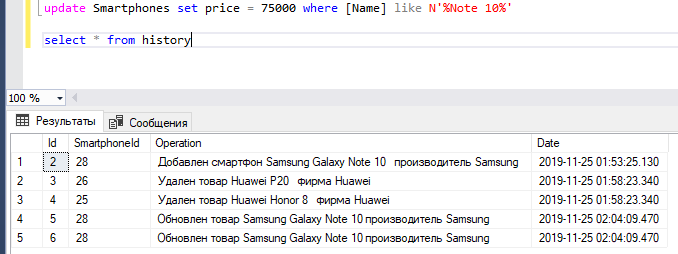 update Smartphones set price = 75000 where [Name] like N'%Note 10%'
select * from history
100 %
Результаты Сообщения
Id SmartphoneId Operation Date
1 2 28 Добавлен смартфон Samsung Galaxy Note 10 производитель Samsung 2019-11-25 01:53:25.130
2 3 26 Удален товар Huawei P20 фирма Huawei 2019-11-25 01:58:23.340
3 4 25 Удален товар Huawei Honor 8 фирма Huawei 2019-11-25 01:58:23.340
4 5 28 Обновлен товар Samsung Galaxy Note 10 производитель Samsung 2019-11-25 02:04:09.470
5 6 28 Обновлен товар Samsung Galaxy Note 10 производитель Samsung 2019-11-25 02:04:09.470